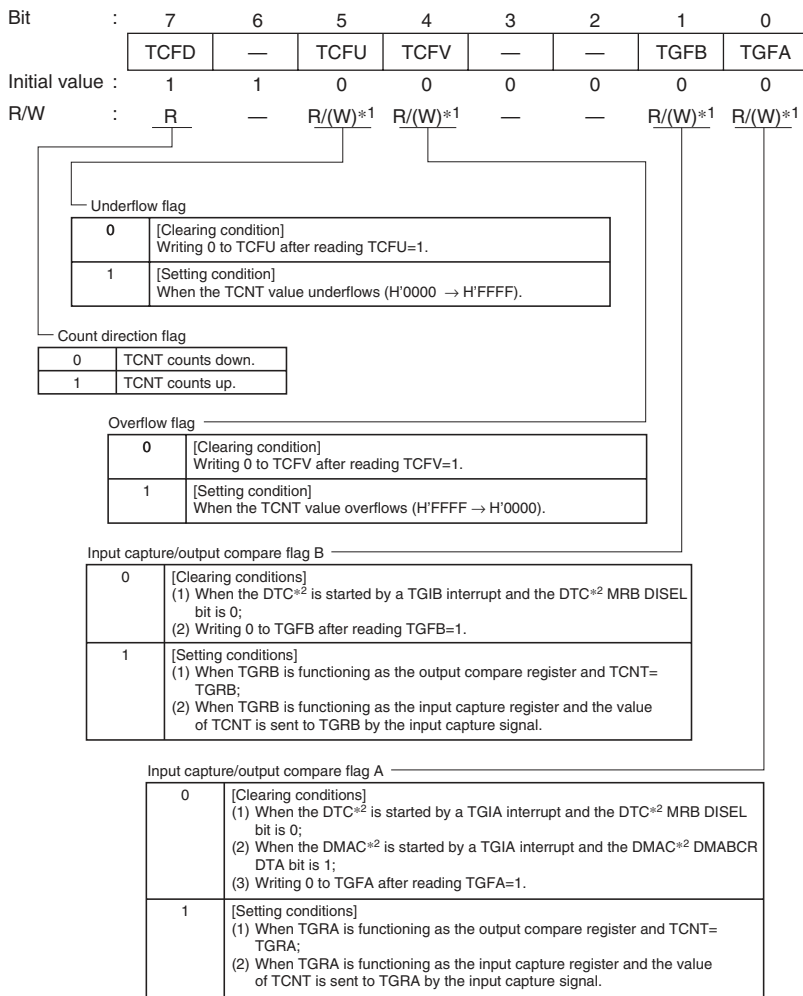 Bit : 7 6 5 4 3 2 1 0
TCFD — TCFU TCFV — — TGFB TGFA
Initial value : 1 1 0 0 0 0 0 0
R/W : R — R/(W)*1 R/(W)*1 — — R/(W)*1 R/(W)*1
Underflow flag
0 [Clearing condition]
Writing 0 to TCFU after reading TCFU=1.
1 [Setting condition]
When the TCNT value underflows (H'0000 → H'FFFF).
Count direction flag
0 TCNT counts down.
1 TCNT counts up.
Overflow flag
0 [Clearing condition]
Writing 0 to TCFV after reading TCFV=1.
1 [Setting condition]
When the TCNT value overflows (H'FFFF → H'0000).
Input capture/output compare flag B
0 [Clearing conditions]
(1) When the DTC*2 is started by a TGIB interrupt and the DTC*2 MRB DISEL
bit is 0;
(2) Writing 0 to TGFB after reading TGFB=1.
1 [Setting conditions]
(1) When TGRB is functioning as the output compare register and TCNT=
TGRB;
(2) When TGRB is functioning as the input capture register and the value
of TCNT is sent to TGRB by the input capture signal.
Input capture/output compare flag A
0 [Clearing conditions]
(1) When the DTC*2 is started by a TGIA interrupt and the DTC*2 MRB DISEL
bit is 0;
(2) When the DMAC*2 is started by a TGIA interrupt and the DMAC*2 DMABCR
DTA bit is 1;
(3) Writing 0 to TGFA after reading TGFA=1.
1 [Setting conditions]
(1) When TGRA is functioning as the output compare register and TCNT=
TGRA;
(2) When TGRA is functioning as the input capture register and the value
of TCNT is sent to TGRA by the input capture signal.